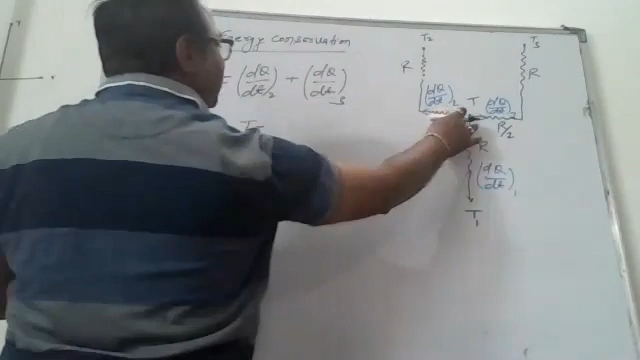 Energy conservation
= (dQ/dt)₂ + (dQ/dt)₃
T₂ T₃
R R
(dQ/dt)₂ T (dQ/dt)
R/2
R
(dQ/dt)₁
T₁
Y
X